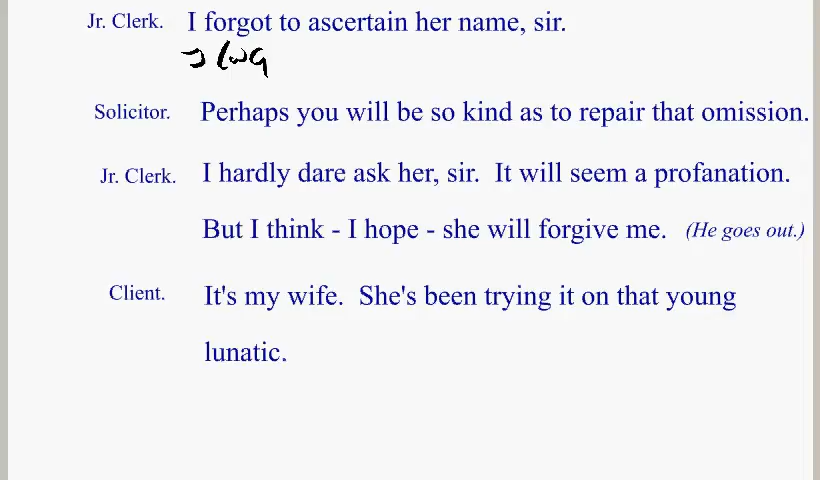 Jr. Clerk. I forgot to ascertain her name, sir.
Solicitor. Perhaps you will be so kind as to repair that omission.
Jr. Clerk. I hardly dare ask her, sir. It will seem a profanation.
But I think - I hope - she will forgive me. (He goes out.)
Client. It's my wife. She's been trying it on that young
lunatic.